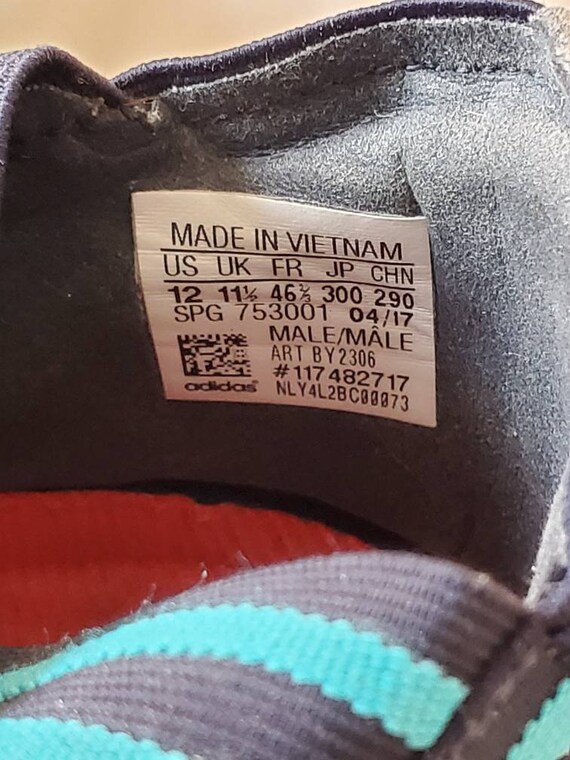 MADE IN VIETNAM
US UK FR JP CHN
12 11½ 46⅔ 300 290
SPG 753001 04/17
MALE/MÂLE
ART BY2306
#117482717
adidas NLY4L2BC00073